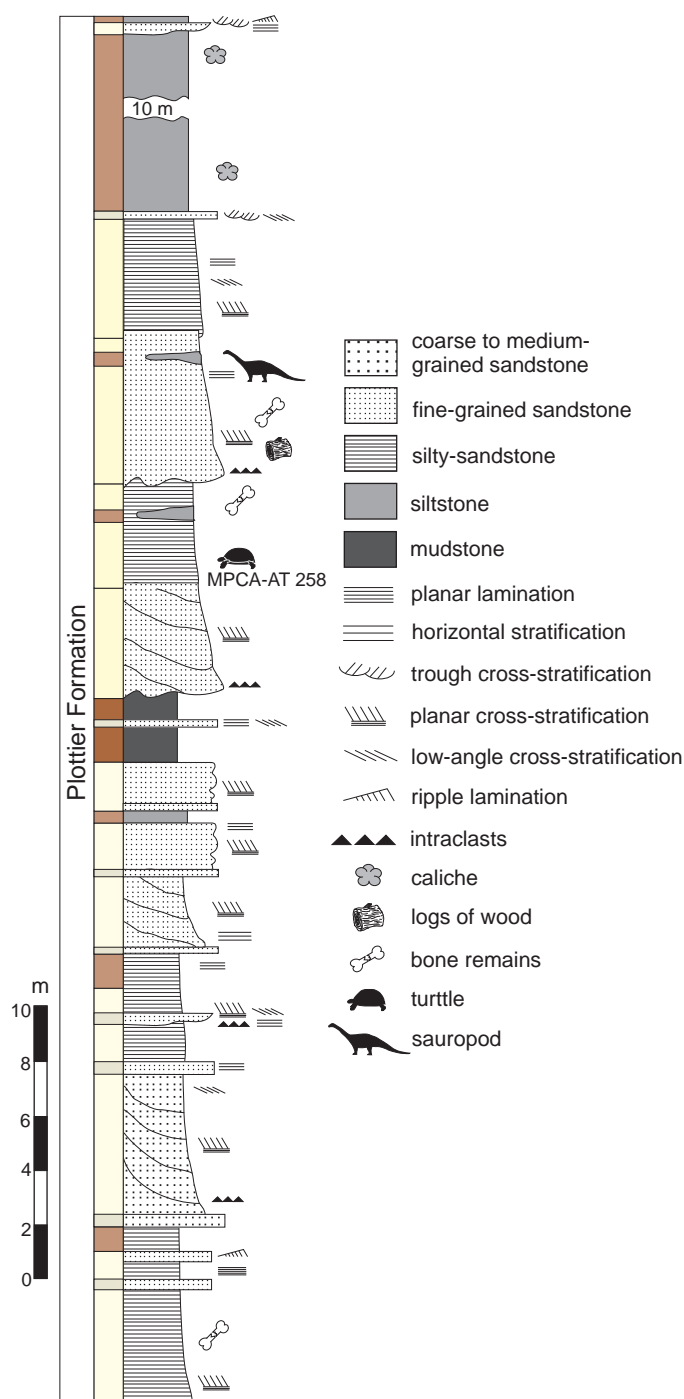 10 m
MPCA-AT 258
Plottier Formation
m
10
8
6
4
2
0
coarse to medium-
grained sandstone
fine-grained sandstone
silty-sandstone
siltstone
mudstone
planar lamination
horizontal stratification
trough cross-stratification
planar cross-stratification
low-angle cross-stratification
ripple lamination
intraclasts
caliche
logs of wood
bone remains
turttle
sauropod